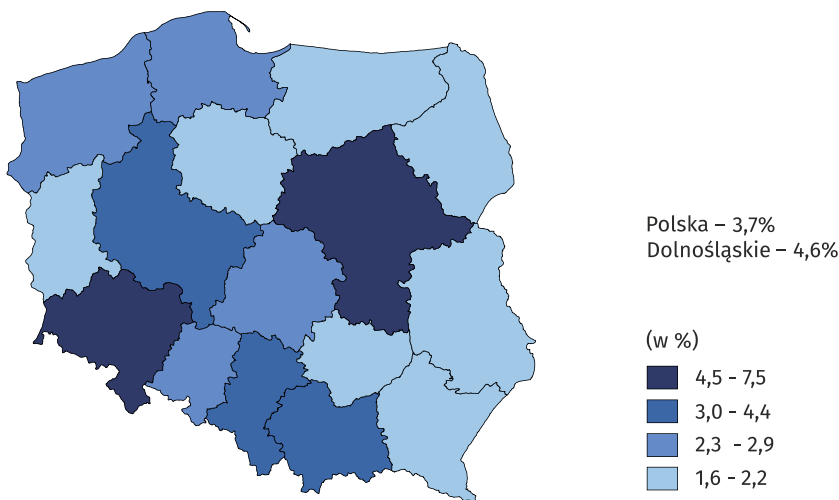 Polska – 3,7%
Dolnośląskie – 4,6%
(w %)
4,5 - 7,5
3,0 - 4,4
2,3 - 2,9
1,6 – 2,2